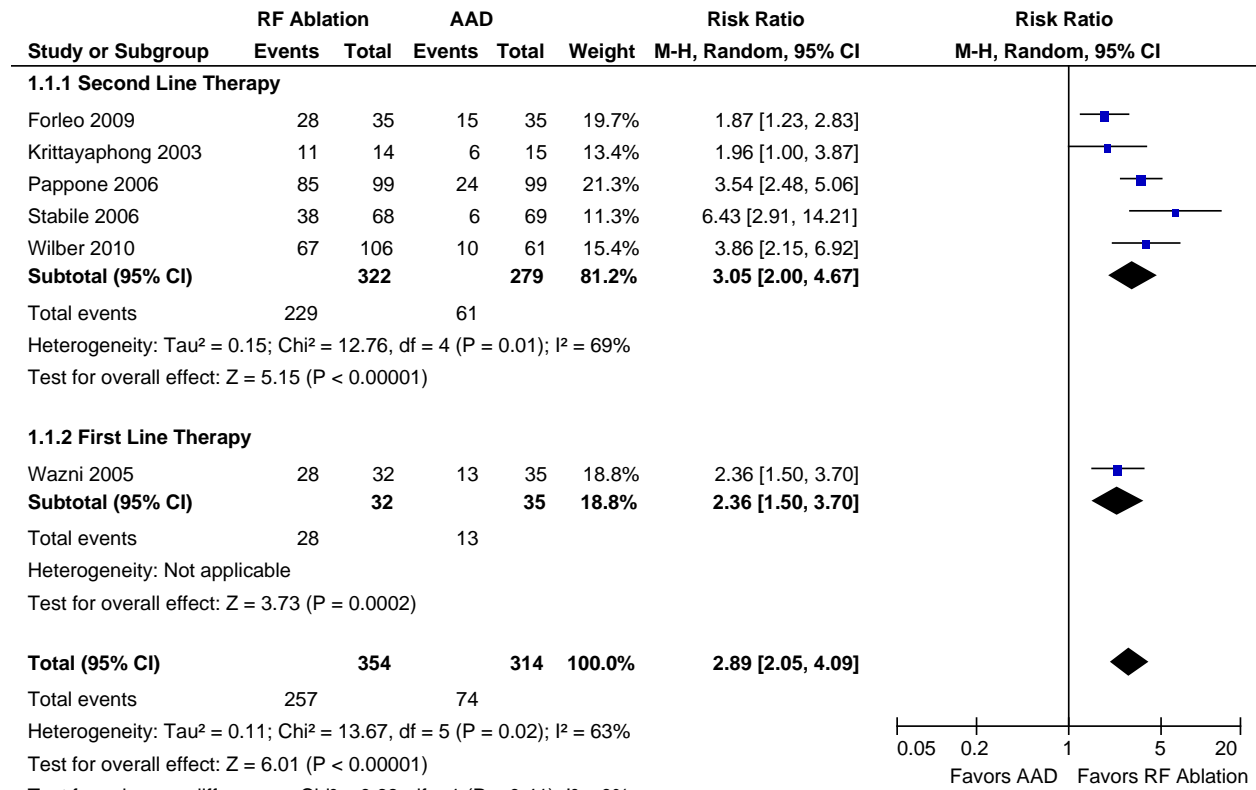 RF Ablation AAD Risk Ratio Risk Ratio
Study or Subgroup Events Total Events Total Weight M-H, Random, 95% CI M-H, Random, 95% CI
1.1.1 Second Line Therapy
Forleo 2009 28 35 15 35 19.7% 1.87 [1.23, 2.83]
Krittayaphong 2003 11 14 6 15 13.4% 1.96 [1.00, 3.87]
Pappone 2006 85 99 24 99 21.3% 3.54 [2.48, 5.06]
Stabile 2006 38 68 6 69 11.3% 6.43 [2.91, 14.21]
Wilber 2010 67 106 10 61 15.4% 3.86 [2.15, 6.92]
Subtotal (95% CI) 322 279 81.2% 3.05 [2.00, 4.67]
Total events 229 61
Heterogeneity: Tau² = 0.15; Chi² = 12.76, df = 4 (P = 0.01); I² = 69%
Test for overall effect: Z = 5.15 (P < 0.00001)
1.1.2 First Line Therapy
Wazni 2005 28 32 13 35 18.8% 2.36 [1.50, 3.70]
Subtotal (95% CI) 32 35 18.8% 2.36 [1.50, 3.70]
Total events 28 13
Heterogeneity: Not applicable
Test for overall effect: Z = 3.73 (P = 0.0002)
Total (95% CI) 354 314 100.0% 2.89 [2.05, 4.09]
Total events 257 74
Heterogeneity: Tau² = 0.11; Chi² = 13.67, df = 5 (P = 0.02); I² = 63%
Test for overall effect: Z = 6.01 (P < 0.00001)
0.05 0.2 1 5 20
Favors AAD Favors RF Ablation